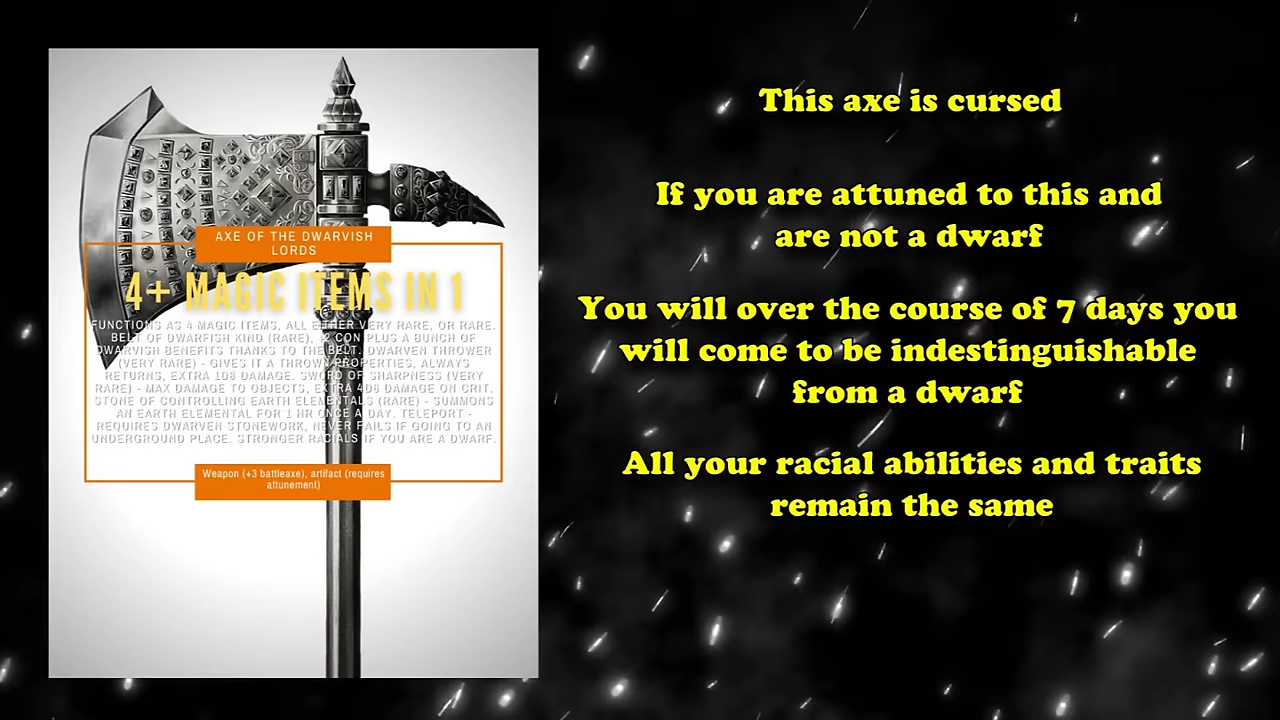 AXE OF THE DWARVISH
LORDS
4+ MAGIC ITEMS IN 1
FUNCTIONS AS 4 MAGIC ITEMS, ALL EITHER VERY RARE, OR RARE.
BELT OF DWARFISH KIND (RARE), +2 CON PLUS A BUNCH OF
DWARVISH BENEFITS THANKS TO THE BELT. DWARVEN THROWER
(VERY RARE) - GIVES IT A THROWN PROPERTIES, ALWAYS
RETURNS, EXTRA 1D8 DAMAGE. SWORD OF SHARPNESS (VERY
RARE) - MAX DAMAGE TO OBJECTS, EXTRA 4D6 DAMAGE ON CRIT.
STONE OF CONTROLLING EARTH ELEMENTALS (RARE) - SUMMONS
AN EARTH ELEMENTAL FOR 1 HR ONCE A DAY. TELEPORT -
REQUIRES DWARVEN STONEWORK, NEVER FAILS IF GOING TO AN
UNDERGROUND PLACE. STRONGER RACIALS IF YOU ARE A DWARF.
Weapon (+3 battleaxe), artifact (requires
attunement)
This axe is cursed
If you are attuned to this and
are not a dwarf
You will over the course of 7 days you
will come to be indestinguishable
from a dwarf
All your racial abilities and traits
remain the same